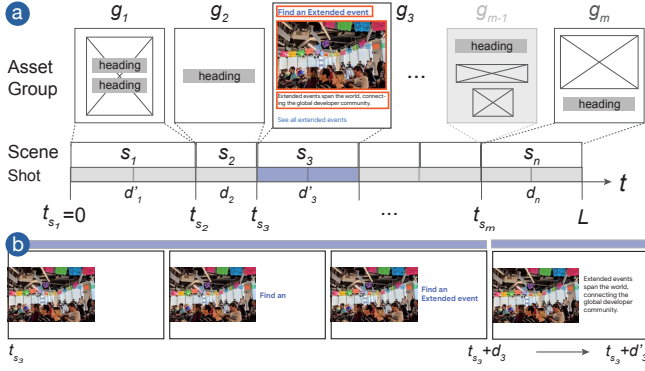 a
g1
g2
g3
gm-1
gm
Asset
Group
heading
heading
heading
Find an Extended event
Extended events span the world, connec-
ting the global developer community.
See all extended events
...
heading
heading
Scene
s1
s2
s3
sn
Shot
d'1
d2
d'3
dn
t
ts1=0
ts2
ts3
...
tsm
L
b
Find an
Find an
Extended event
Extended events
span the world,
connecting the
global developer
community.
ts3
ts3+d3
ts3+d'3